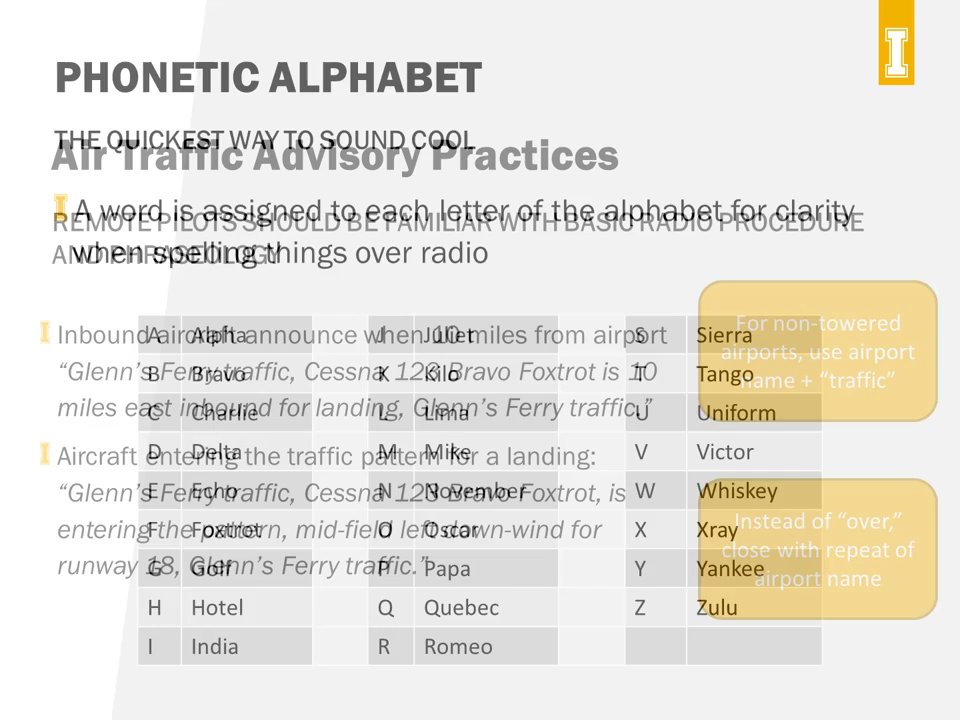 I
PHONETIC ALPHABET
THE QUICKEST WAY TO SOUND COOL
A word is assigned to each letter of the alphabet for clarity
when spelling things over radio
A Alpha J Juliet S Sierra
B Bravo K Kilo T Tango
C Charlie L Lima U Uniform
D Delta M Mike V Victor
E Echo N November W Whiskey
F Foxtrot O Oscar X Xray
G Golf P Papa Y Yankee
H Hotel Q Quebec Z Zulu
I India R Romeo
Air Traffic Advisory Practices
REMOTE PILOTS SHOULD BE FAMILIAR WITH BASIC RADIO PROCEDURE
AND PHRASEOLOGY
Inbound aircraft announce when 10 miles from airport
“Glenn’s Ferry traffic, Cessna 123 Bravo Foxtrot is 10
miles east inbound for landing, Glenn’s Ferry traffic.”
Aircraft entering the traffic pattern for a landing:
“Glenn’s Ferry traffic, Cessna 123 Bravo Foxtrot, is
entering the pattern, mid-field left down-wind for
runway 18, Glenn’s Ferry traffic.”
For non-towered
airports, use airport
name + “traffic”
Instead of “over,”
close with repeat of
airport name